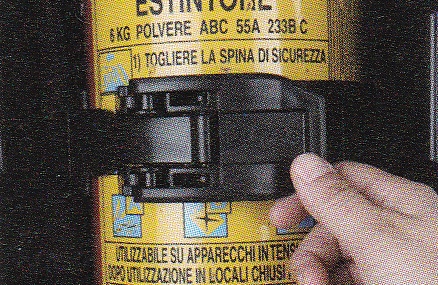 ESTINTORE
6 KG POLVERE ABC 55A 233B C
1) TOGLIERE LA SPINA DI SICUREZZA
UTILIZZABILE SU APPARECCHI IN TENSI
DOPO UTILIZZAZIONE IN LOCALI CHIUSI